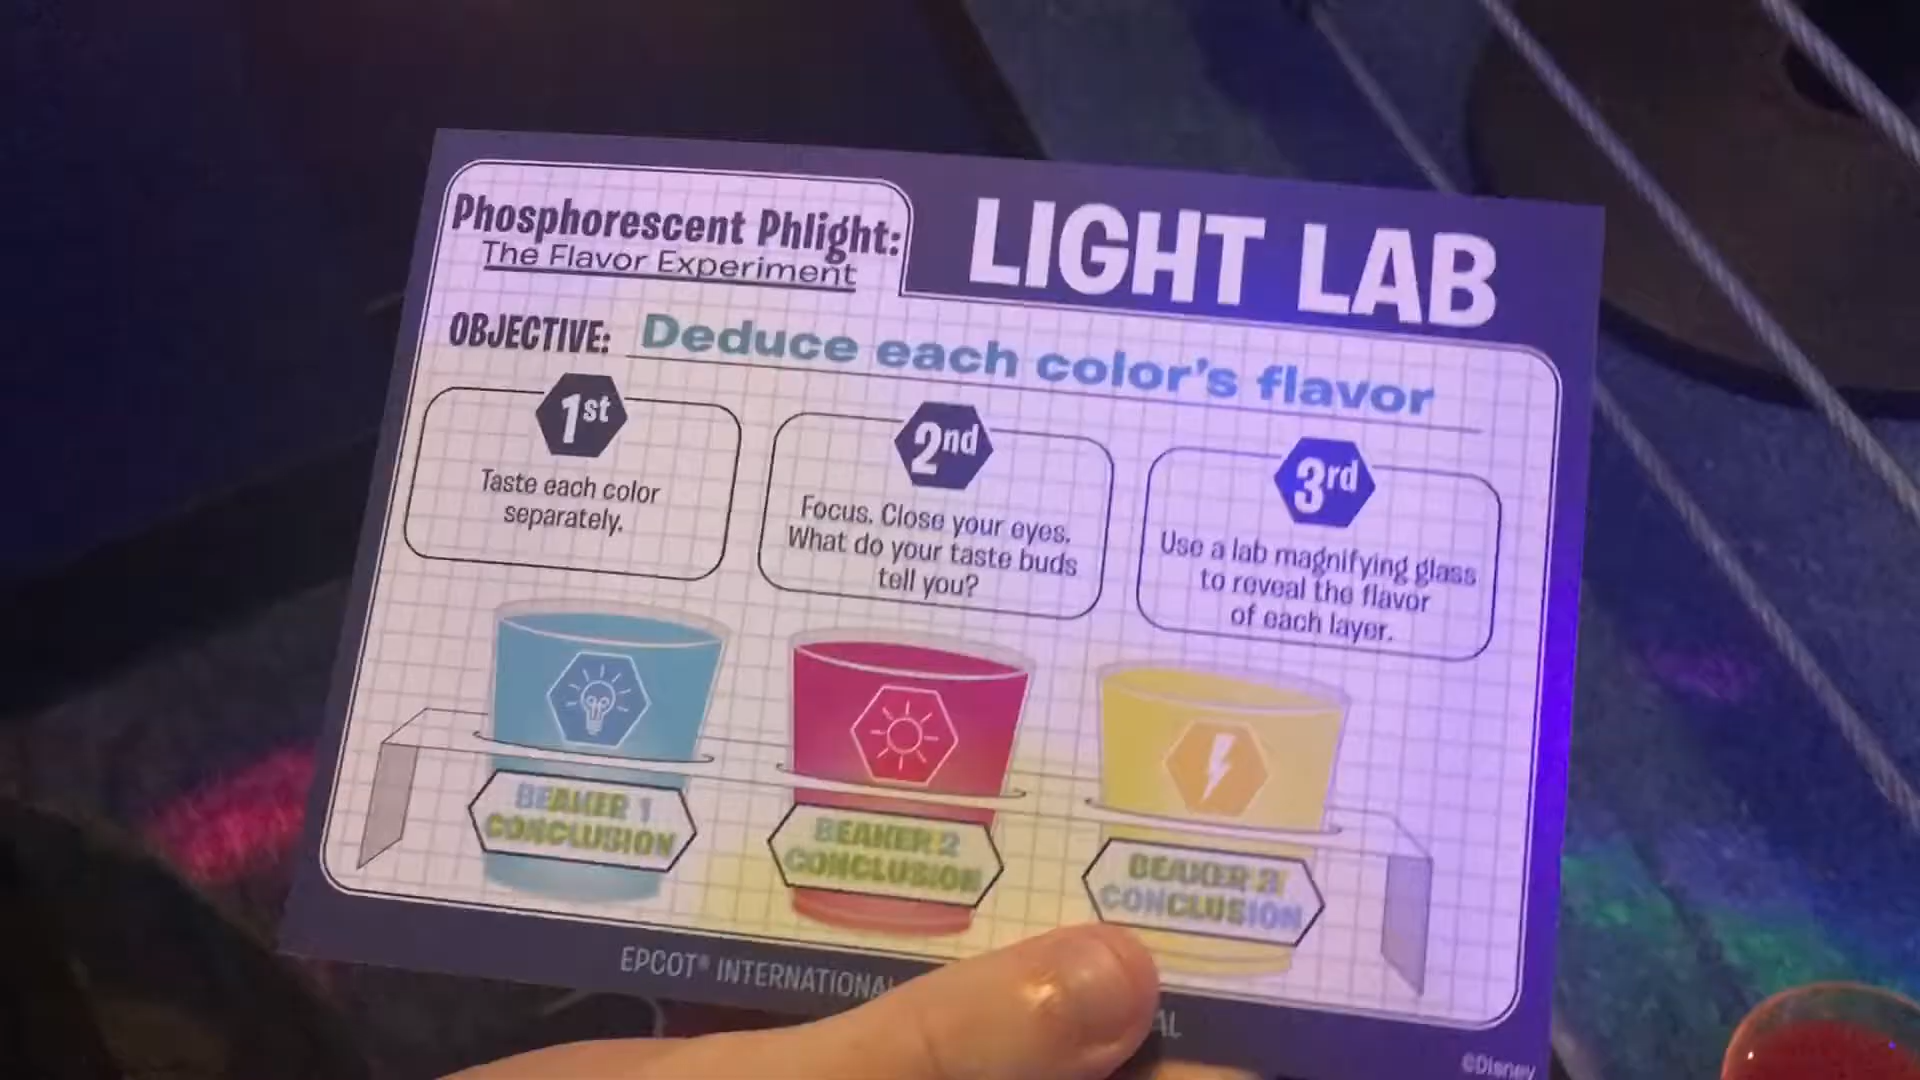 Phosphorescent Phlight:
The Flavor Experiment
LIGHT LAB
OBJECTIVE: Deduce each color's flavor
1st
Taste each color
separately.
2nd
Focus. Close your eyes.
What do your taste buds
tell you?
3rd
Use a lab magnifying glass
to reveal the flavor
of each layer.
BEAKER 1
CONCLUSION
BEAKER 2
CONCLUSION
BEAKER 3
CONCLUSION
EPCOT® INTERNATIONAL
©Disney